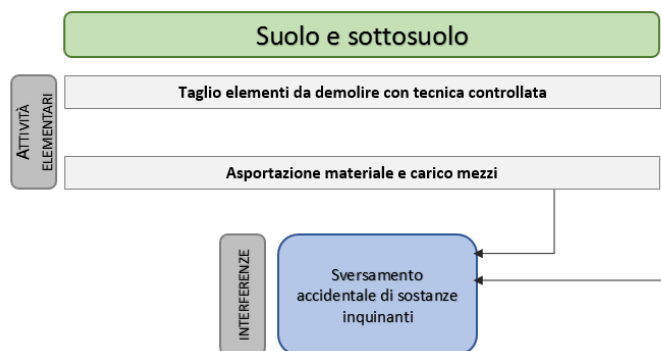 Suolo e sottosuolo
ATTIVITÀ
ELEMENTARI
Taglio elementi da demolire con tecnica controllata
Asportazione materiale e carico mezzi
INTERFERENZE
Sversamento
accidentale di sostanze
inquinanti